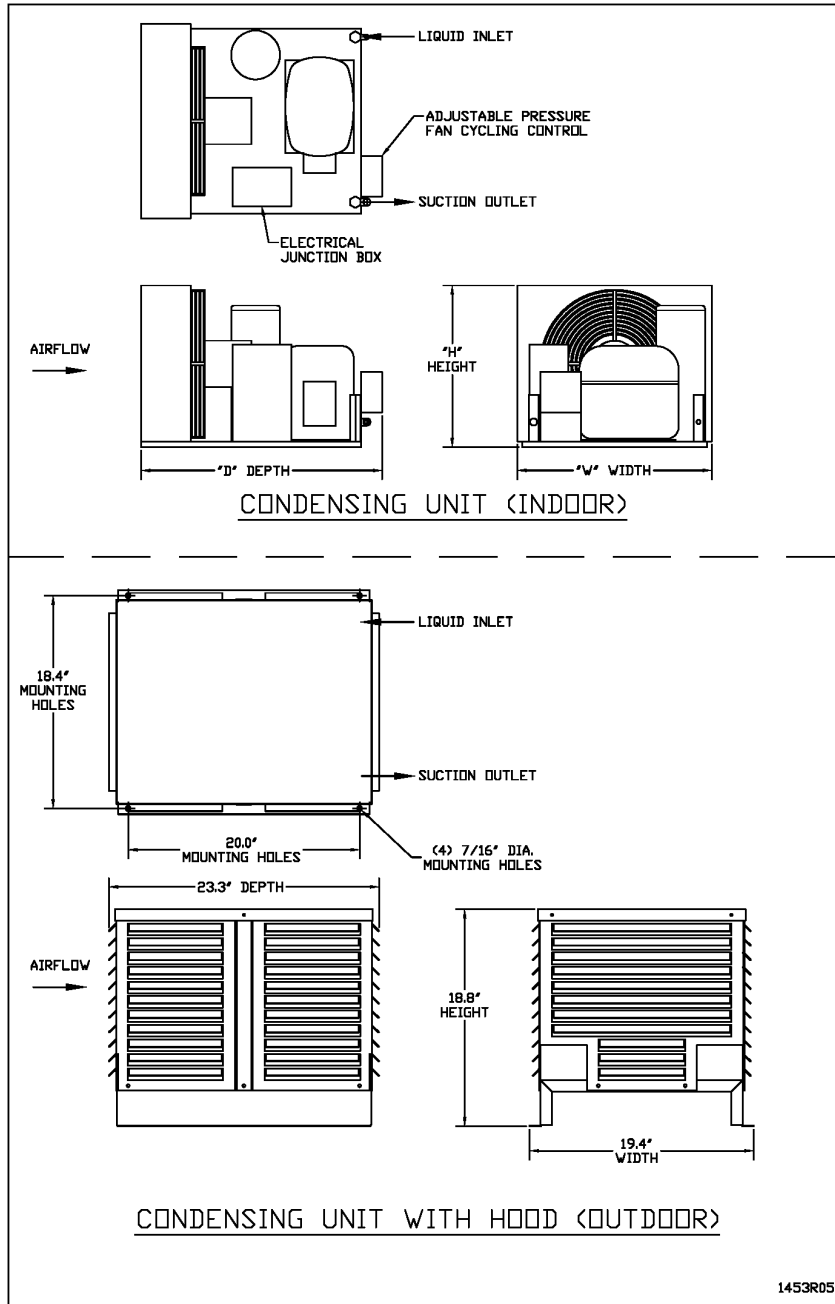 LIQUID INLET
ADJUSTABLE PRESSURE
FAN CYCLING CONTROL
SUCTION OUTLET
ELECTRICAL
JUNCTION BOX
AIRFLOW
"H"
HEIGHT
"D" DEPTH
"W" WIDTH
CONDENSING UNIT (INDOOR)
LIQUID INLET
18.4"
MOUNTING
HOLES
SUCTION OUTLET
20.0"
MOUNTING HOLES
(4) 7/16" DIA.
MOUNTING HOLES
23.3" DEPTH
AIRFLOW
18.8"
HEIGHT
19.4"
WIDTH
CONDENSING UNIT WITH HOOD (OUTDOOR)
1453R05